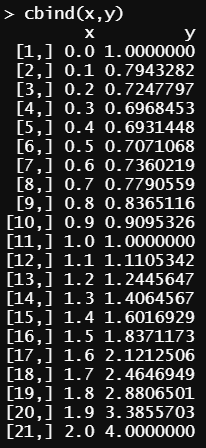 > cbind(x,y)
x y
[1,] 0.0 1.0000000
[2,] 0.1 0.7943282
[3,] 0.2 0.7247797
[4,] 0.3 0.6968453
[5,] 0.4 0.6931448
[6,] 0.5 0.7071068
[7,] 0.6 0.7360219
[8,] 0.7 0.7790559
[9,] 0.8 0.8365116
[10,] 0.9 0.9095326
[11,] 1.0 1.0000000
[12,] 1.1 1.1105342
[13,] 1.2 1.2445647
[14,] 1.3 1.4064567
[15,] 1.4 1.6016929
[16,] 1.5 1.8371173
[17,] 1.6 2.1212506
[18,] 1.7 2.4646949
[19,] 1.8 2.8806501
[20,] 1.9 3.3855703
[21,] 2.0 4.0000000